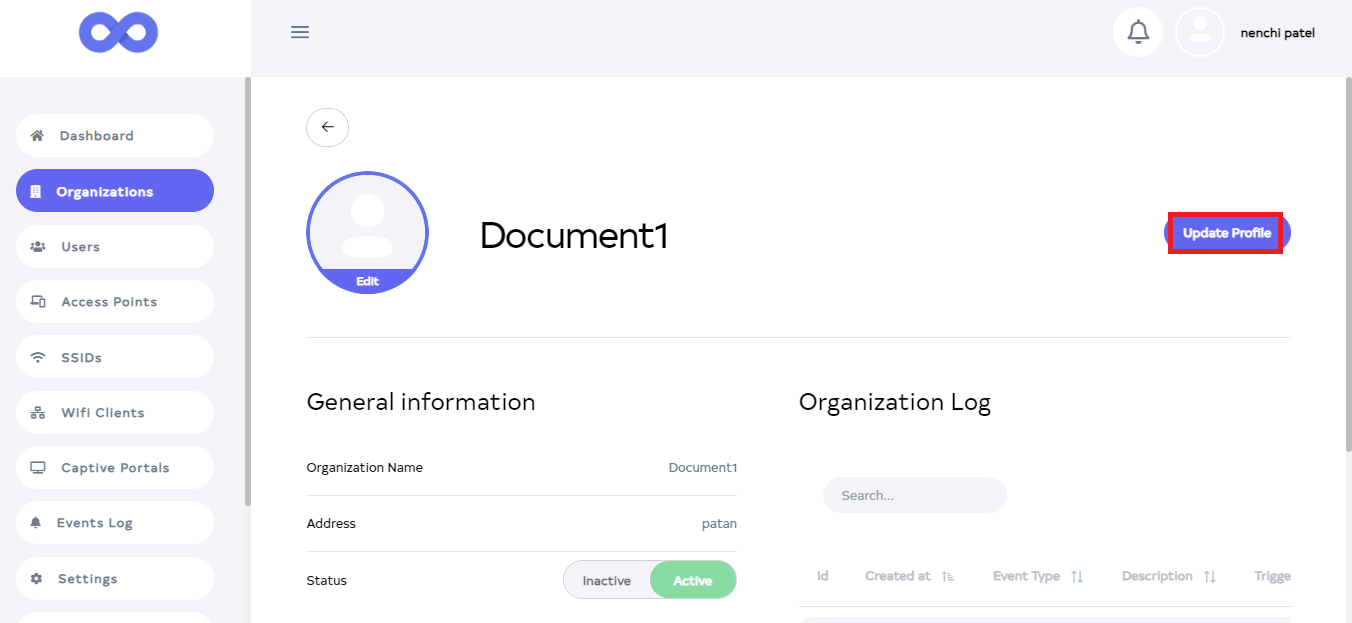 nenchi patel
Dashboard
Organizations
Users
Access Points
SSIDs
Wifi Clients
Captive Portals
Events Log
Settings
Edit
Document1
Update Profile
General information
Organization Name Document1
Address patan
Status Inactive Active
Organization Log
Search...
Id Created at Event Type Description Trigge